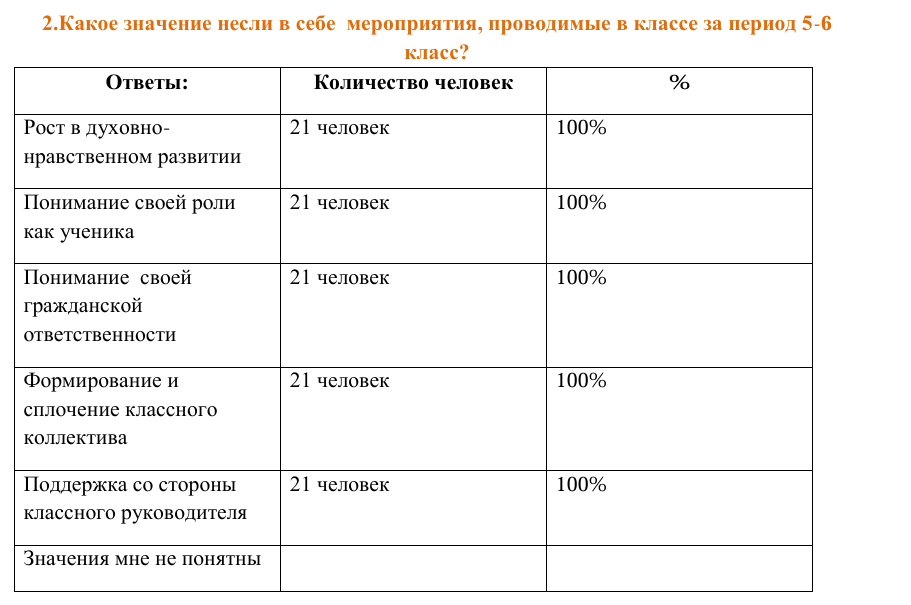 2.Какое значение несли в себе  мероприятия, проводимые в классе за период 5-6
класс?
Ответы:
Количество человек
%
Рост в духовно-
нравственном развитии
21 человек
100%
Понимание своей роли
как ученика
21 человек
100%
Понимание  своей
гражданской
ответственности
21 человек
100%
Формирование и
сплочение классного
коллектива
21 человек
100%
Поддержка со стороны
классного руководителя
21 человек
100%
Значения мне не понятны